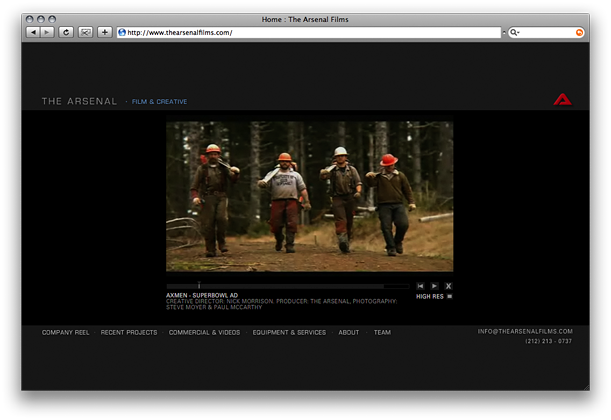 Home : The Arsenal Films
http://www.thearsenalfilms.com/
THE ARSENAL · FILM & CREATIVE
AXMEN - SUPERBOWL AD
CREATIVE DIRECTOR: NICK MORRISON. PRODUCER: THE ARSENAL, PHOTOGRAPHY:
STEVE MOYER & PAUL MCCARTHY
HIGH RES
COMPANY REEL · RECENT PROJECTS · COMMERCIAL & VIDEOS · EQUIPMENT & SERVICES · ABOUT · TEAM
INFO@THEARSENALFILMS.COM
(212) 213 - 0737